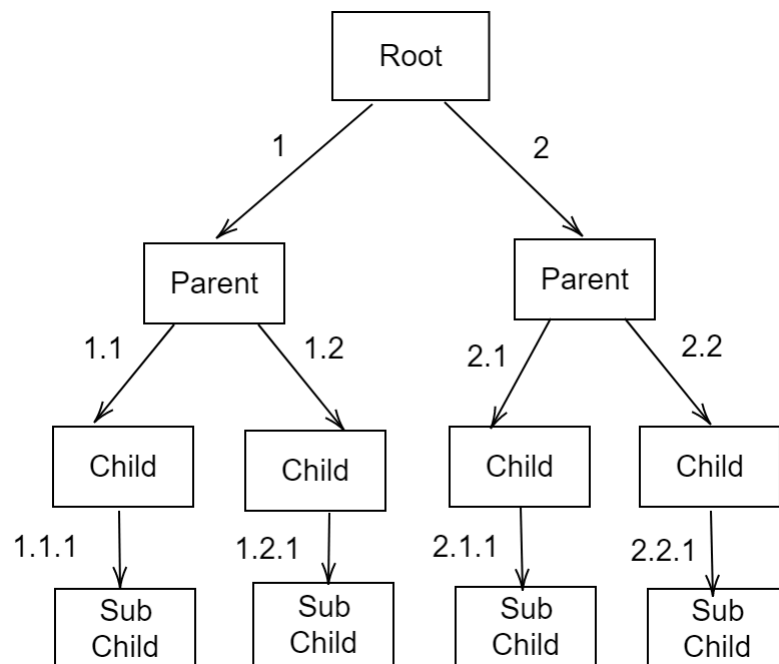 Root
1
2
Parent
Parent
1.1
1.2
2.1
2.2
Child
Child
Child
Child
1.1.1
1.2.1
2.1.1
2.2.1
Sub
Child
Sub
Child
Sub
Child
Sub
Child